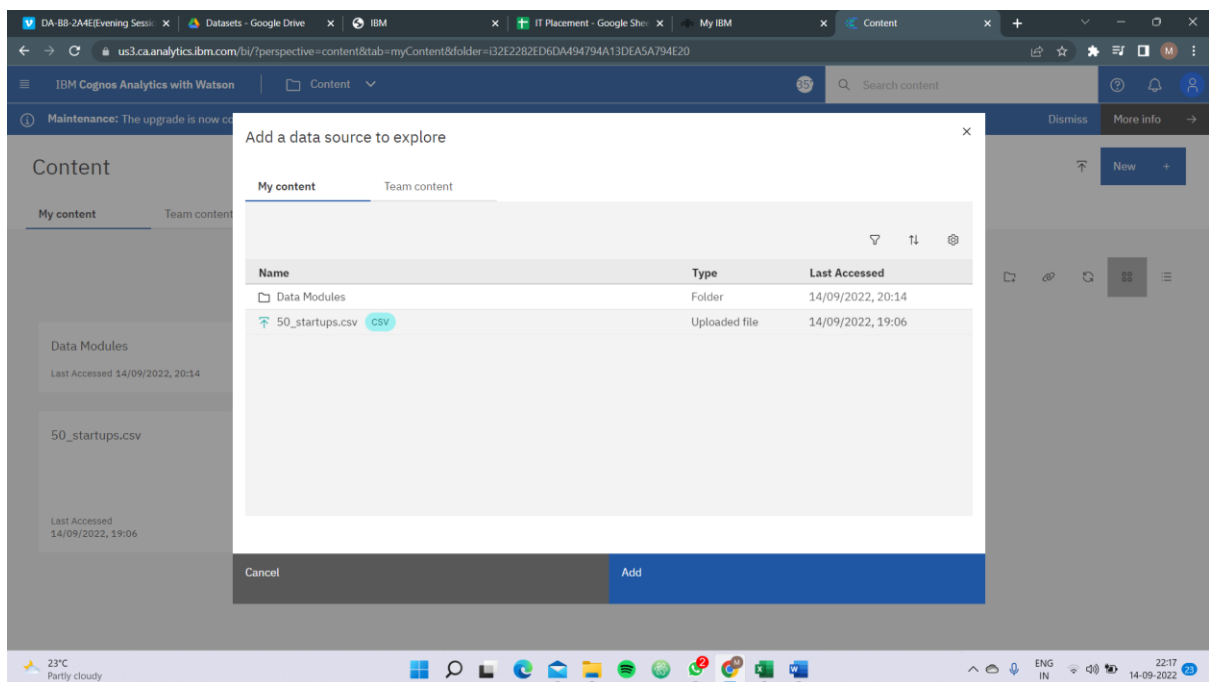 DA-BB-2A4E(Evening Sessi
Datasets - Google Drive
IBM
IT Placement - Google Shee
My IBM
Content
us3.ca.analytics.ibm.com/bi/?perspective=content&tab=myContent&folder=i32E2282ED6DA494794A13DEA5A794E20
M
IBM Cognos Analytics with Watson
Content
Search content
Maintenance: The upgrade is now co
Dismiss
More info
Add a data source to explore
Content
New +
My content
Team content
My content
Team content
Name
Type
Last Accessed
Data Modules
Folder
14/09/2022, 20:14
50_startups.csv
CSV
Uploaded file
14/09/2022, 19:06
Data Modules
Last Accessed 14/09/2022, 20:14
50_startups.csv
Last Accessed
14/09/2022, 19:06
Cancel
Add
23°C
Partly cloudy
2
ENG
IN
22:17
14-09-2022
23